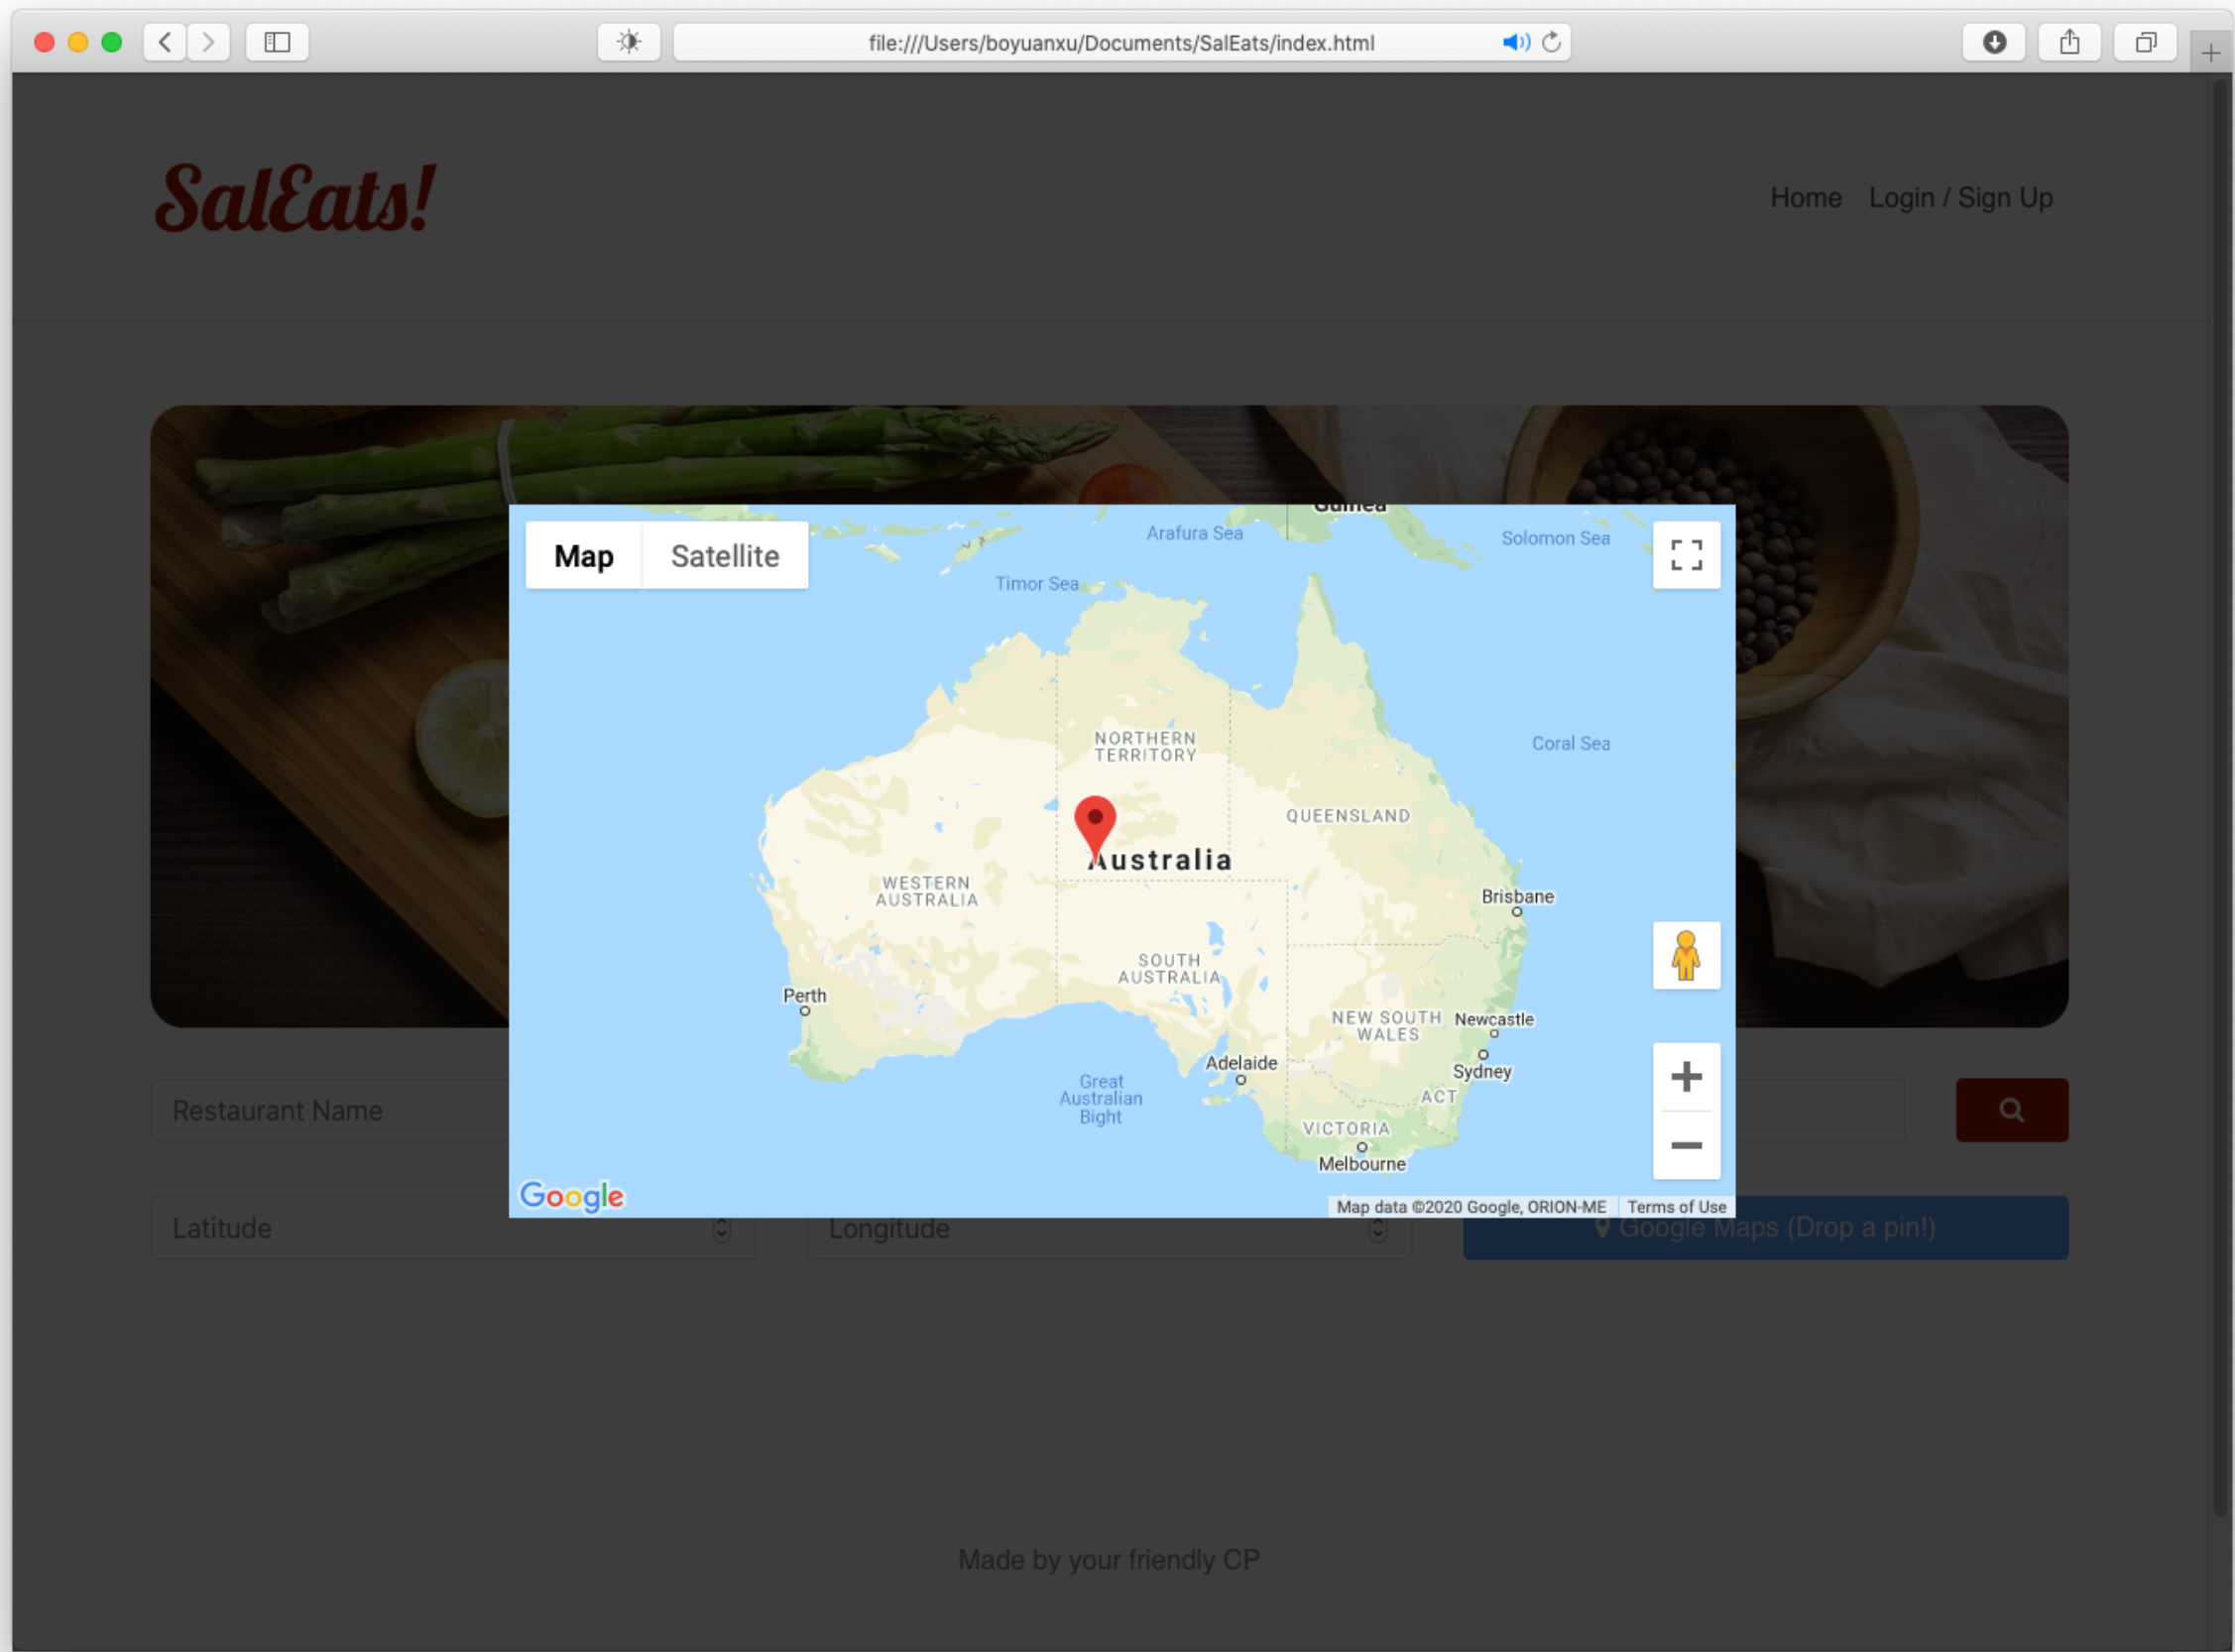 file:///Users/boyuanxu/Documents/SalEats/index.html
SalEats!
Home
Login / Sign Up
Map
Satellite
Guinea
Arafura Sea
Solomon Sea
Timor Sea
Coral Sea
NORTHERN
TERRITORY
QUEENSLAND
Australia
WESTERN
AUSTRALIA
Brisbane
SOUTH
AUSTRALIA
Perth
NEW SOUTH
WALES
Newcastle
Adelaide
Sydney
Great
Australian
Bight
ACT
VICTORIA
Melbourne
Google
Map data ©2020 Google, ORION-ME
Terms of Use
Restaurant Name
Latitude
Longitude
Google Maps (Drop a pin!)
Made by your friendly CP